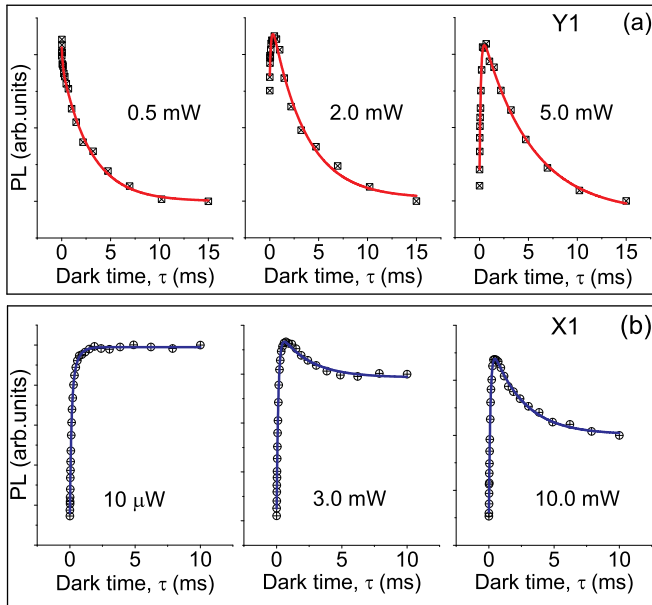 Y1 (a)
PL (arb.units)
0.5 mW
2.0 mW
5.0 mW
0 5 10 15
0 5 10 15
0 5 10 15
Dark time, τ (ms)
Dark time, τ (ms)
Dark time, τ (ms)
X1 (b)
PL (arb.units)
10 μW
3.0 mW
10.0 mW
0 5 10
0 5 10
0 5 10
Dark time, τ (ms)
Dark time, τ (ms)
Dark time, τ (ms)